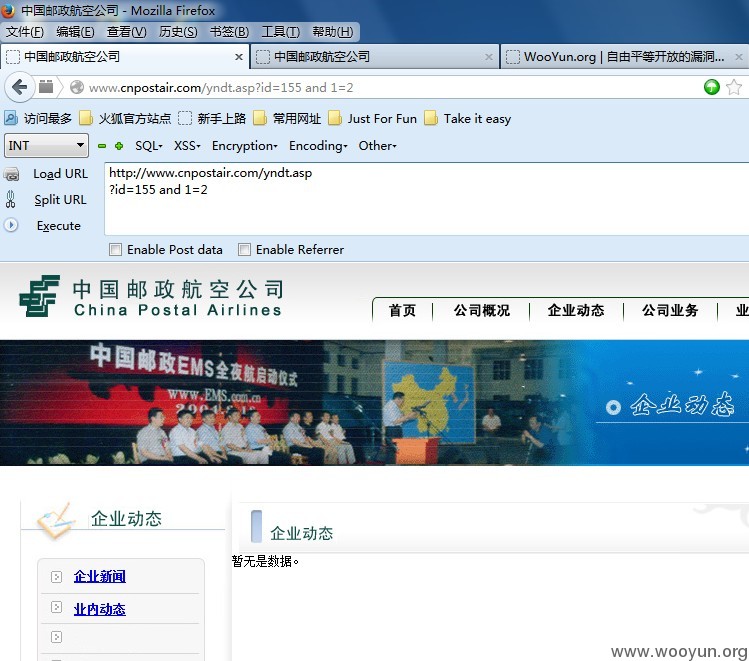 中国邮政航空公司 - Mozilla Firefox
文件(F) 编辑(E) 查看(V) 历史(S) 书签(B) 工具(T) 帮助(H)
中国邮政航空公司 × 中国邮政航空公司 × WooYun.org | 自由平等开放的漏洞... ×
www.cnpostair.com/yndt.asp?id=155 and 1=2
访问最多 火狐官方站点 新手上路 常用网址 Just For Fun Take it easy
INT SQL XSS Encryption Encoding Other
Load URL
http://www.cnpostair.com/yndt.asp
?id=155 and 1=2
Split URL
Execute
Enable Post data Enable Referrer
中国邮政航空公司
China Postal Airlines
首页 公司概况 企业动态 公司业务 业
中国邮政EMS全夜航启动仪式
www.EMS.com.cn
企业动态
企业动态
企业动态
暂无是数据。
企业新闻
业内动态
www.wooyun.org